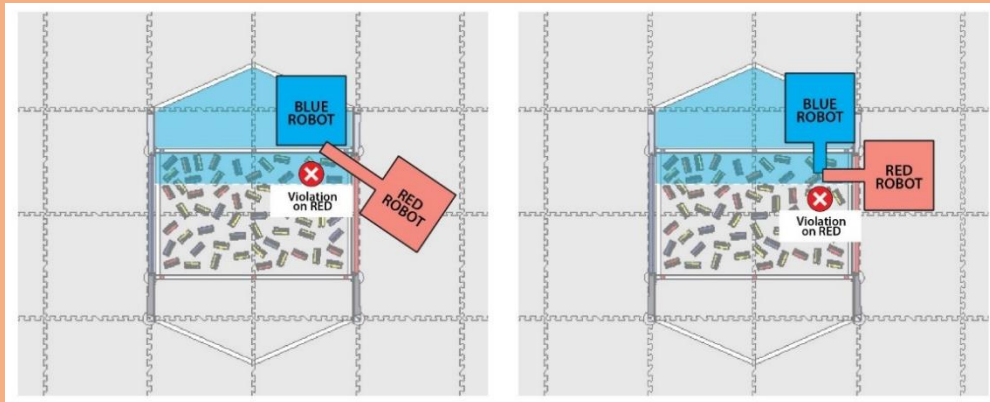 BLUE
ROBOT
RED
ROBOT
Violation
on RED
BLUE
ROBOT
RED
ROBOT
Violation
on RED